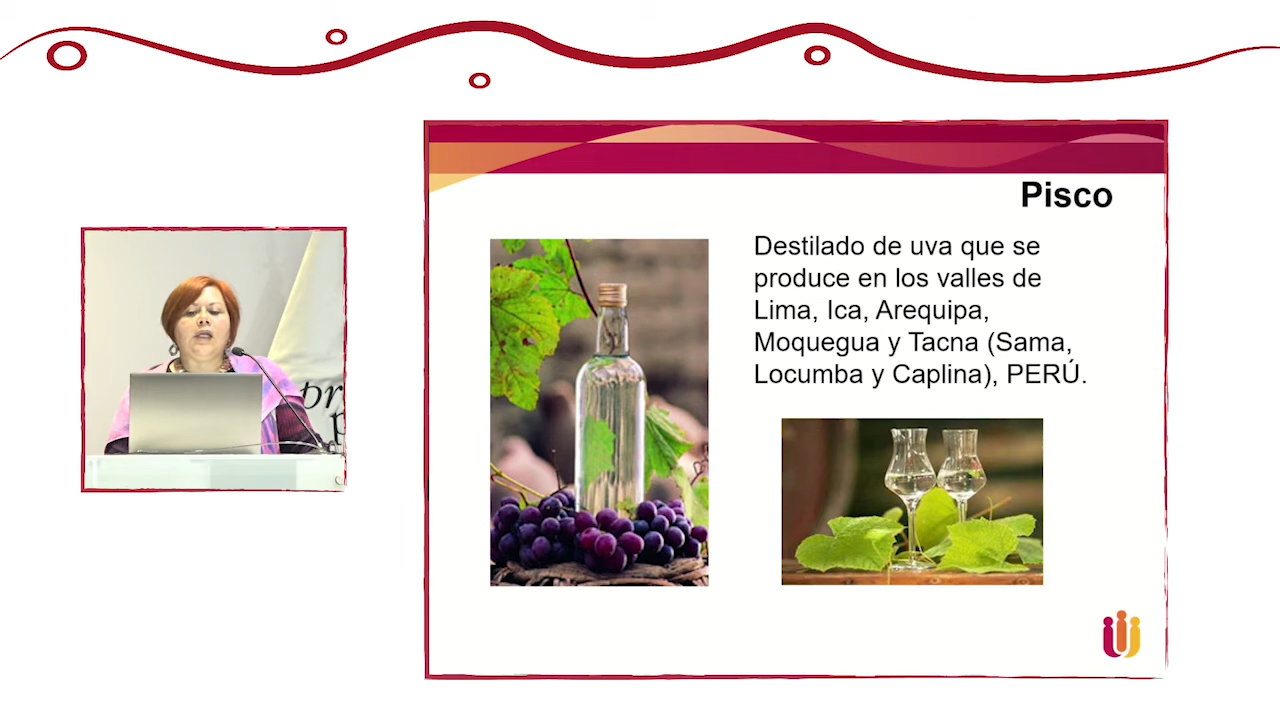 Pisco
Destilado de uva que se
produce en los valles de
Lima, Ica, Arequipa,
Moquegua y Tacna (Sama,
Locumba y Caplina), PERÚ.